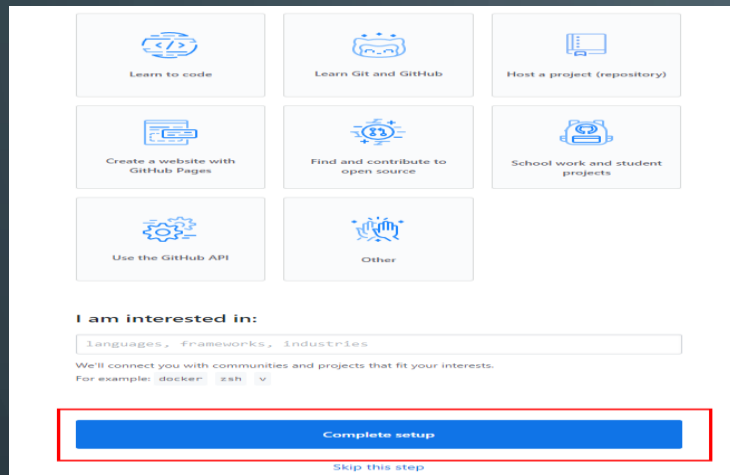 Learn to code
Learn Git and GitHub
Host a project (repository)
Create a website with
GitHub Pages
Find and contribute to
open source
School work and student
projects
Use the GitHub API
Other
I am interested in:
languages, frameworks, industries
We'll connect you with communities and projects that fit your interests.
For example: docker zsh v
Complete setup
Skip this step